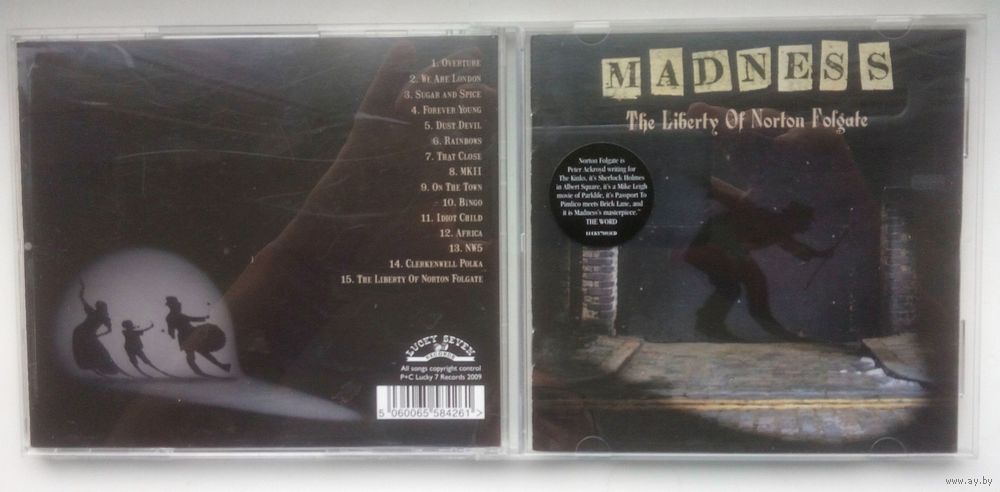 1. Overture
2. We Are London
3. Sugar and Spice
4. Forever Young
5. Dust Devil
6. Rainbows
7. That Close
8. MKII
9. On The Town
10. Bingo
11. Idiot Child
12. Africa
13. NW5
14. Clerkenwell Polka
15. The Liberty Of Norton Folgate
LUCKY SEVEN
RECORDS
All songs copyright control
P+C Lucky 7 Records 2009
5 060065 584261>
MADNESS
The Liberty Of Norton Folgate
Norton Folgate is
Peter Ackroyd writing for
The Kinks, it's Sherlock Holmes
in Albert Square, it's a Mike Leigh
movie of Parklife, it's Passport To
Pimlico meets Brick Lane, and
it is Madness's masterpiece."
THE WORD
LUCKY7001CD
www.ay.by